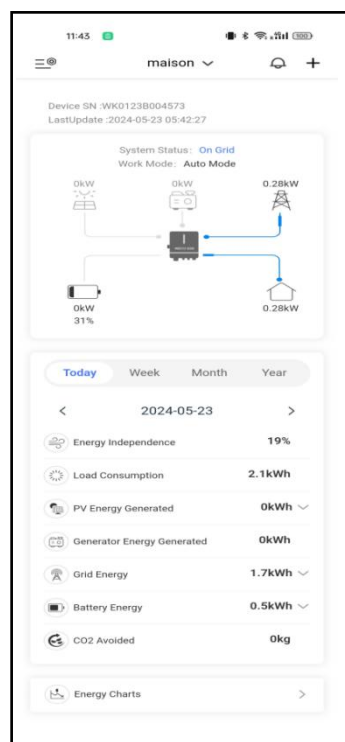 11:43
100
maison
Device SN :WK0123B004573
LastUpdate :2024-05-23 05:42:27
System Status: On Grid
Work Mode: Auto Mode
0kW 0kW 0.28kW
0kW 0.28kW
31%
Today Week Month Year
< 2024-05-23 >
Energy Independence 19%
Load Consumption 2.1kWh
PV Energy Generated 0kWh
Generator Energy Generated 0kWh
Grid Energy 1.7kWh
Battery Energy 0.5kWh
CO2 Avoided 0kg
Energy Charts >